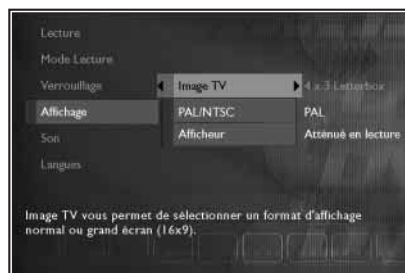 Lecture
Mode Lecture
Verrouillage
Image TV
4 x 3 Letterbox
Affichage
PAL/NTSC
PAL
Afficheur
Atténué en lecture
Son
Langues
Image TV vous permet de sélectionner un format d'affichage
normal ou grand écran (16x9).